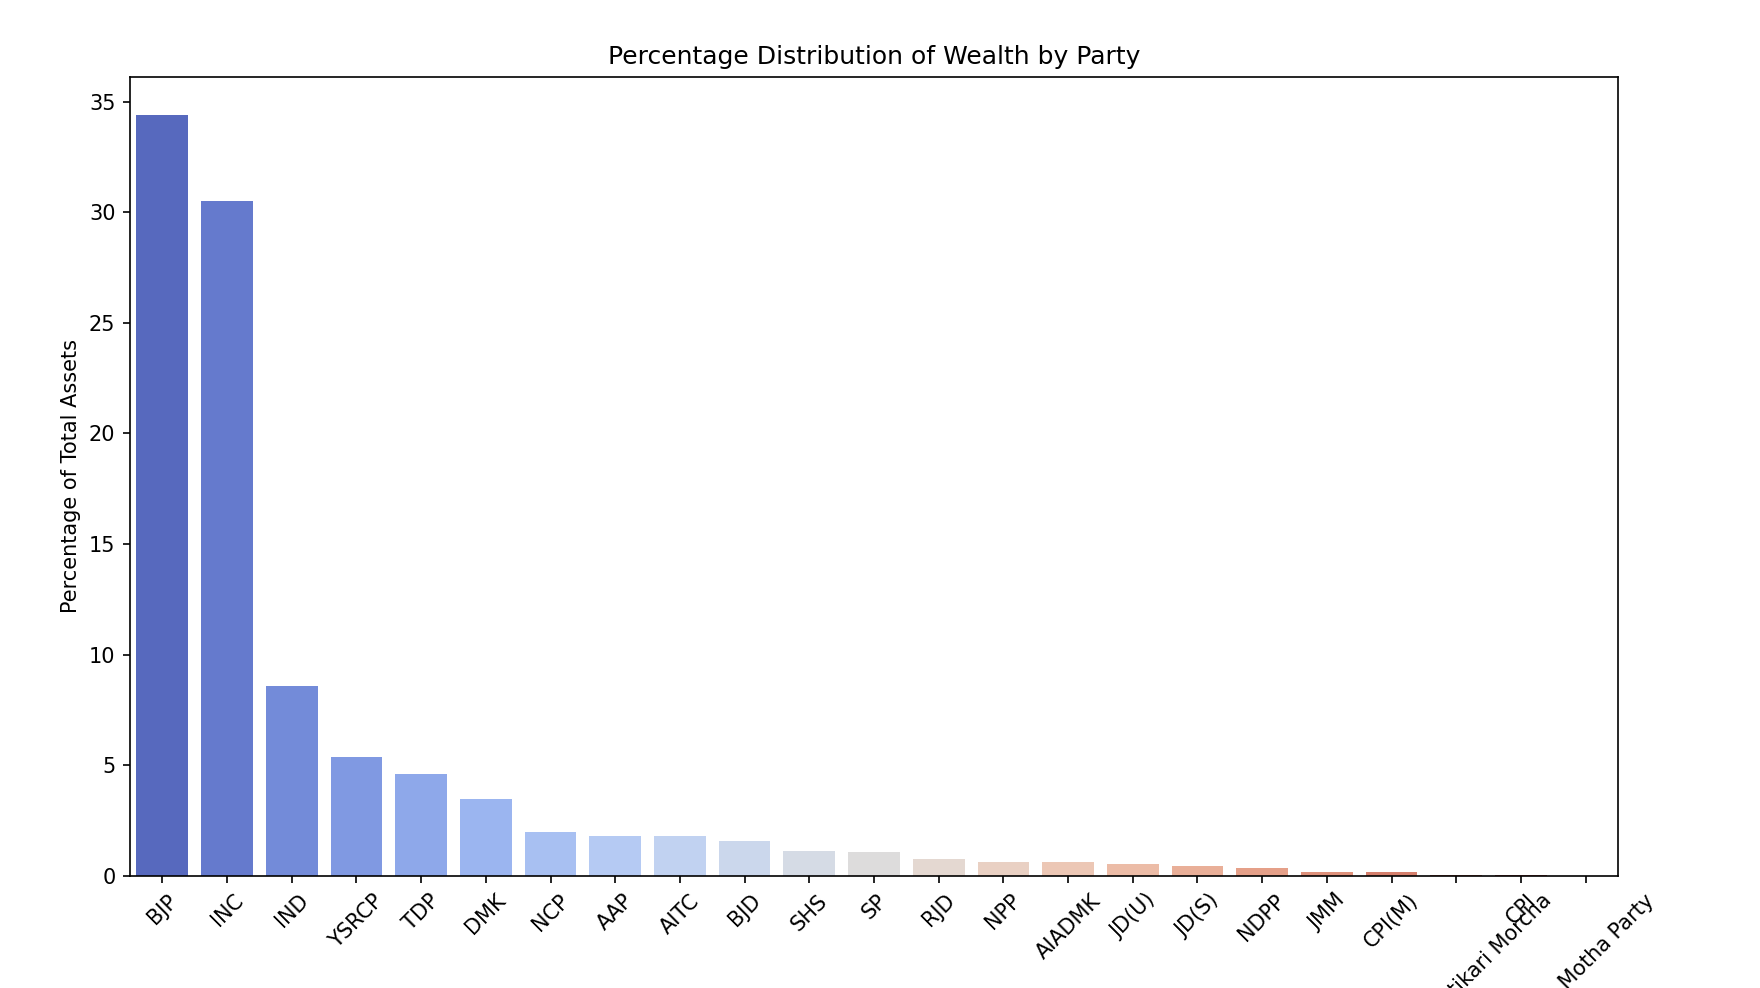 Percentage Distribution of Wealth by Party
Percentage of Total Assets
35
30
25
20
15
10
5
0
BJP
INC
IND
YSRCP
TDP
DMK
NCP
AAP
AITC
BJD
SHS
SP
RJD
NPP
AIADMK
JD(U)
JD(S)
NDPP
JMM
CPI(M)
Morcha
CPI
Motha Party